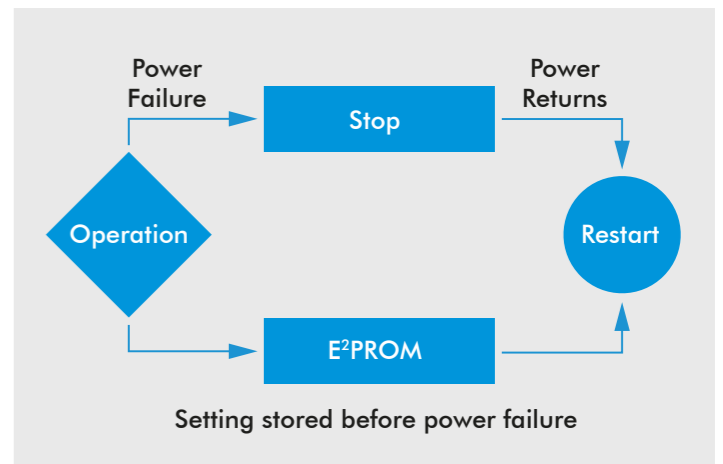 Power
Failure
Power
Returns
Stop
Operation
Restart
E²PROM
Setting stored before power failure